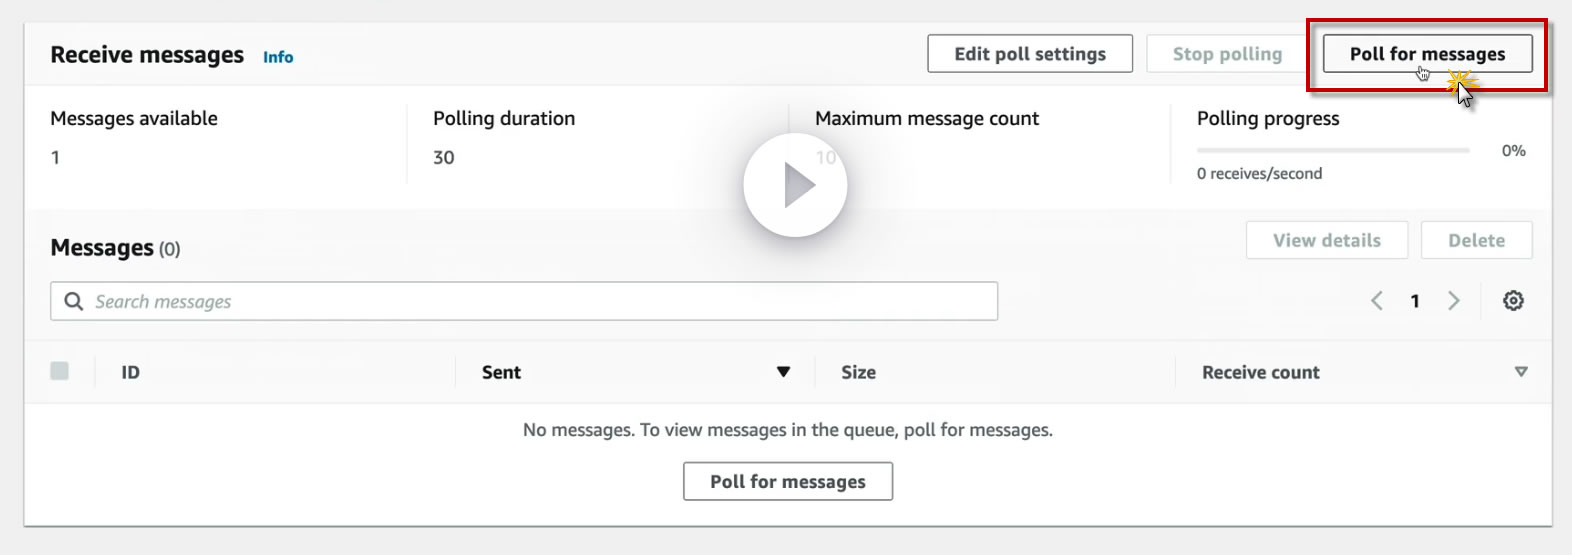 Receive messages Info Edit poll settings Stop polling Poll for messages
Messages available Polling duration Maximum message count Polling progress
1 30 10 0%
0 receives/second
Messages (0) View details Delete
Search messages 1
ID Sent Size Receive count
No messages. To view messages in the queue, poll for messages.
Poll for messages